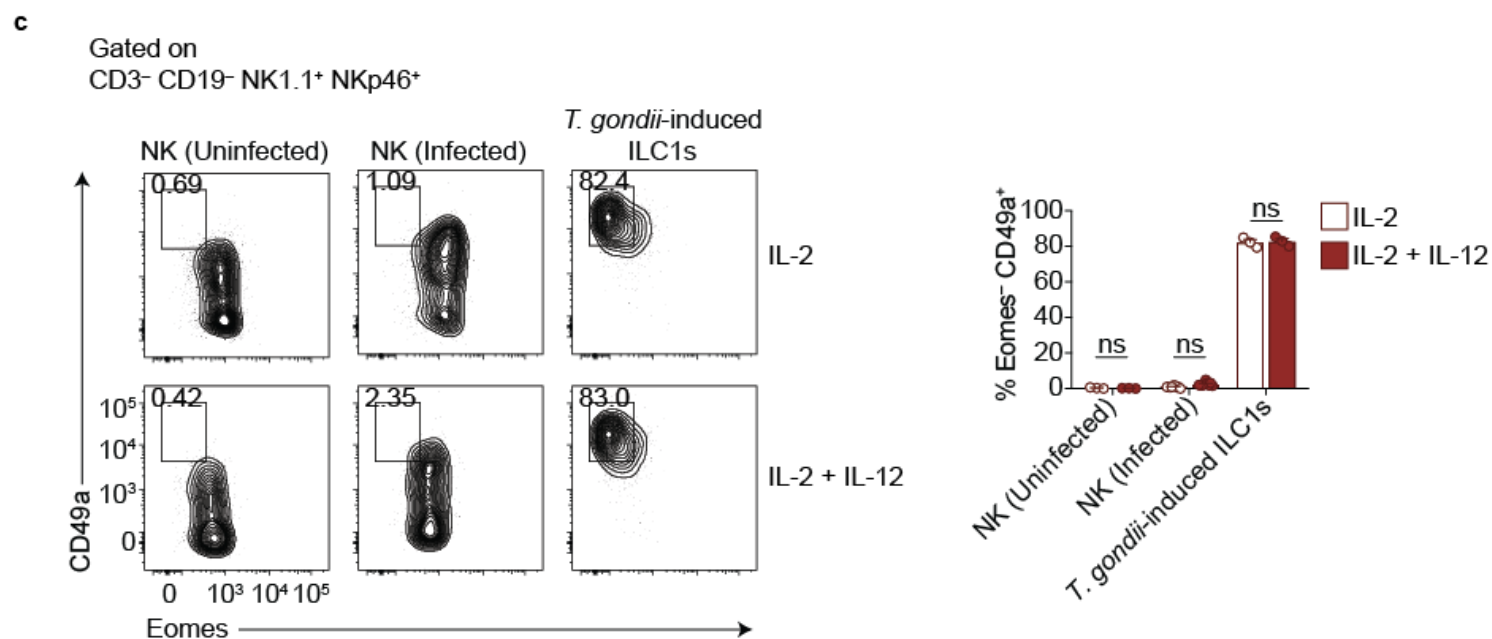 c
Gated on
CD3⁻ CD19⁻ NK1.1⁺ NKp46⁺
NK (Uninfected)
NK (Infected)
T. gondii-induced
ILC1s
0.69
1.09
82.4
IL-2
0.42
2.35
83.0
IL-2 + IL-12
CD49a
10⁵
10⁴
10³
0
0 10³ 10⁴ 10⁵
Eomes
% Eomes⁻ CD49a⁺
100
80
60
40
20
0
ns
ns
ns
NK (Uninfected)
NK (Infected)
T. gondii-induced ILC1s
IL-2
IL-2 + IL-12